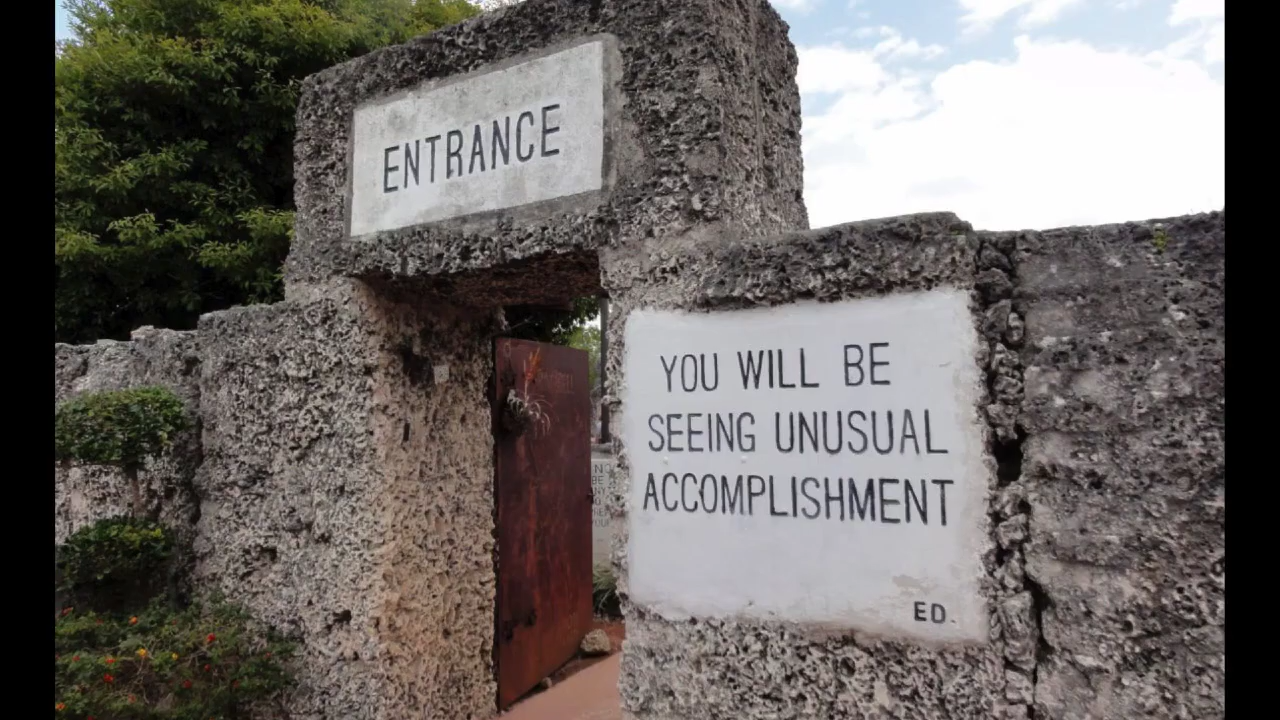 ENTRANCE
YOU WILL BE
SEEING UNUSUAL
ACCOMPLISHMENT
ED.